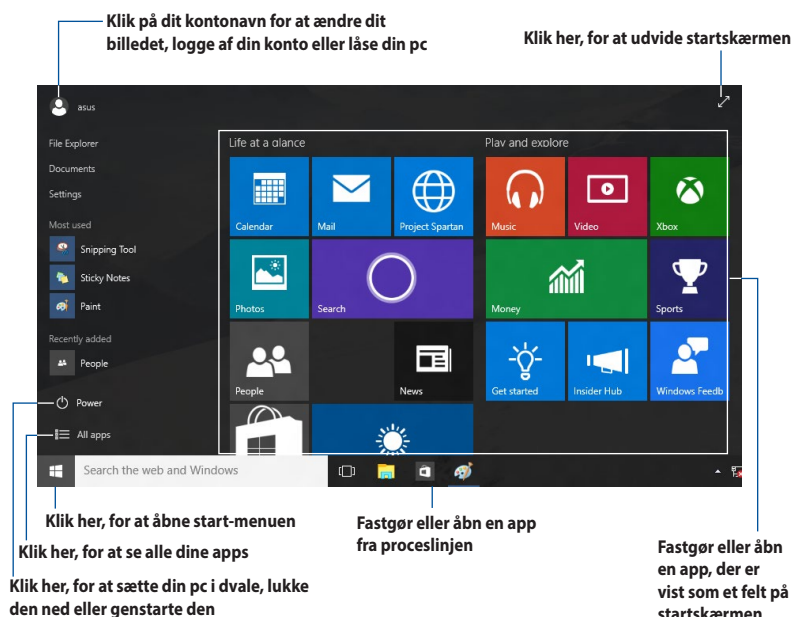 Klik på dit kontonavn for at ændre dit
billedet, logge af din konto eller låse din pc
Klik her, for at udvide startskærmen
asus
File Explorer
Documents
Settings
Most used
Snipping Tool
Sticky Notes
Paint
Recently added
People
Power
All apps
Search the web and Windows
Life at a glance
Calendar
Mail
Project Spartan
Photos
Search
People
News
Play and explore
Music
Video
Xbox
Money
Sports
Get started
Insider Hub
Windows Feedb
Klik her, for at åbne start-menuen
Klik her, for at se alle dine apps
Klik her, for at sætte din pc i dvale, lukke
den ned eller genstarte den
Fastgør eller åbn en app
fra proceslinjen
Fastgør eller åbn
en app, der er
vist som et felt på
startskærmen